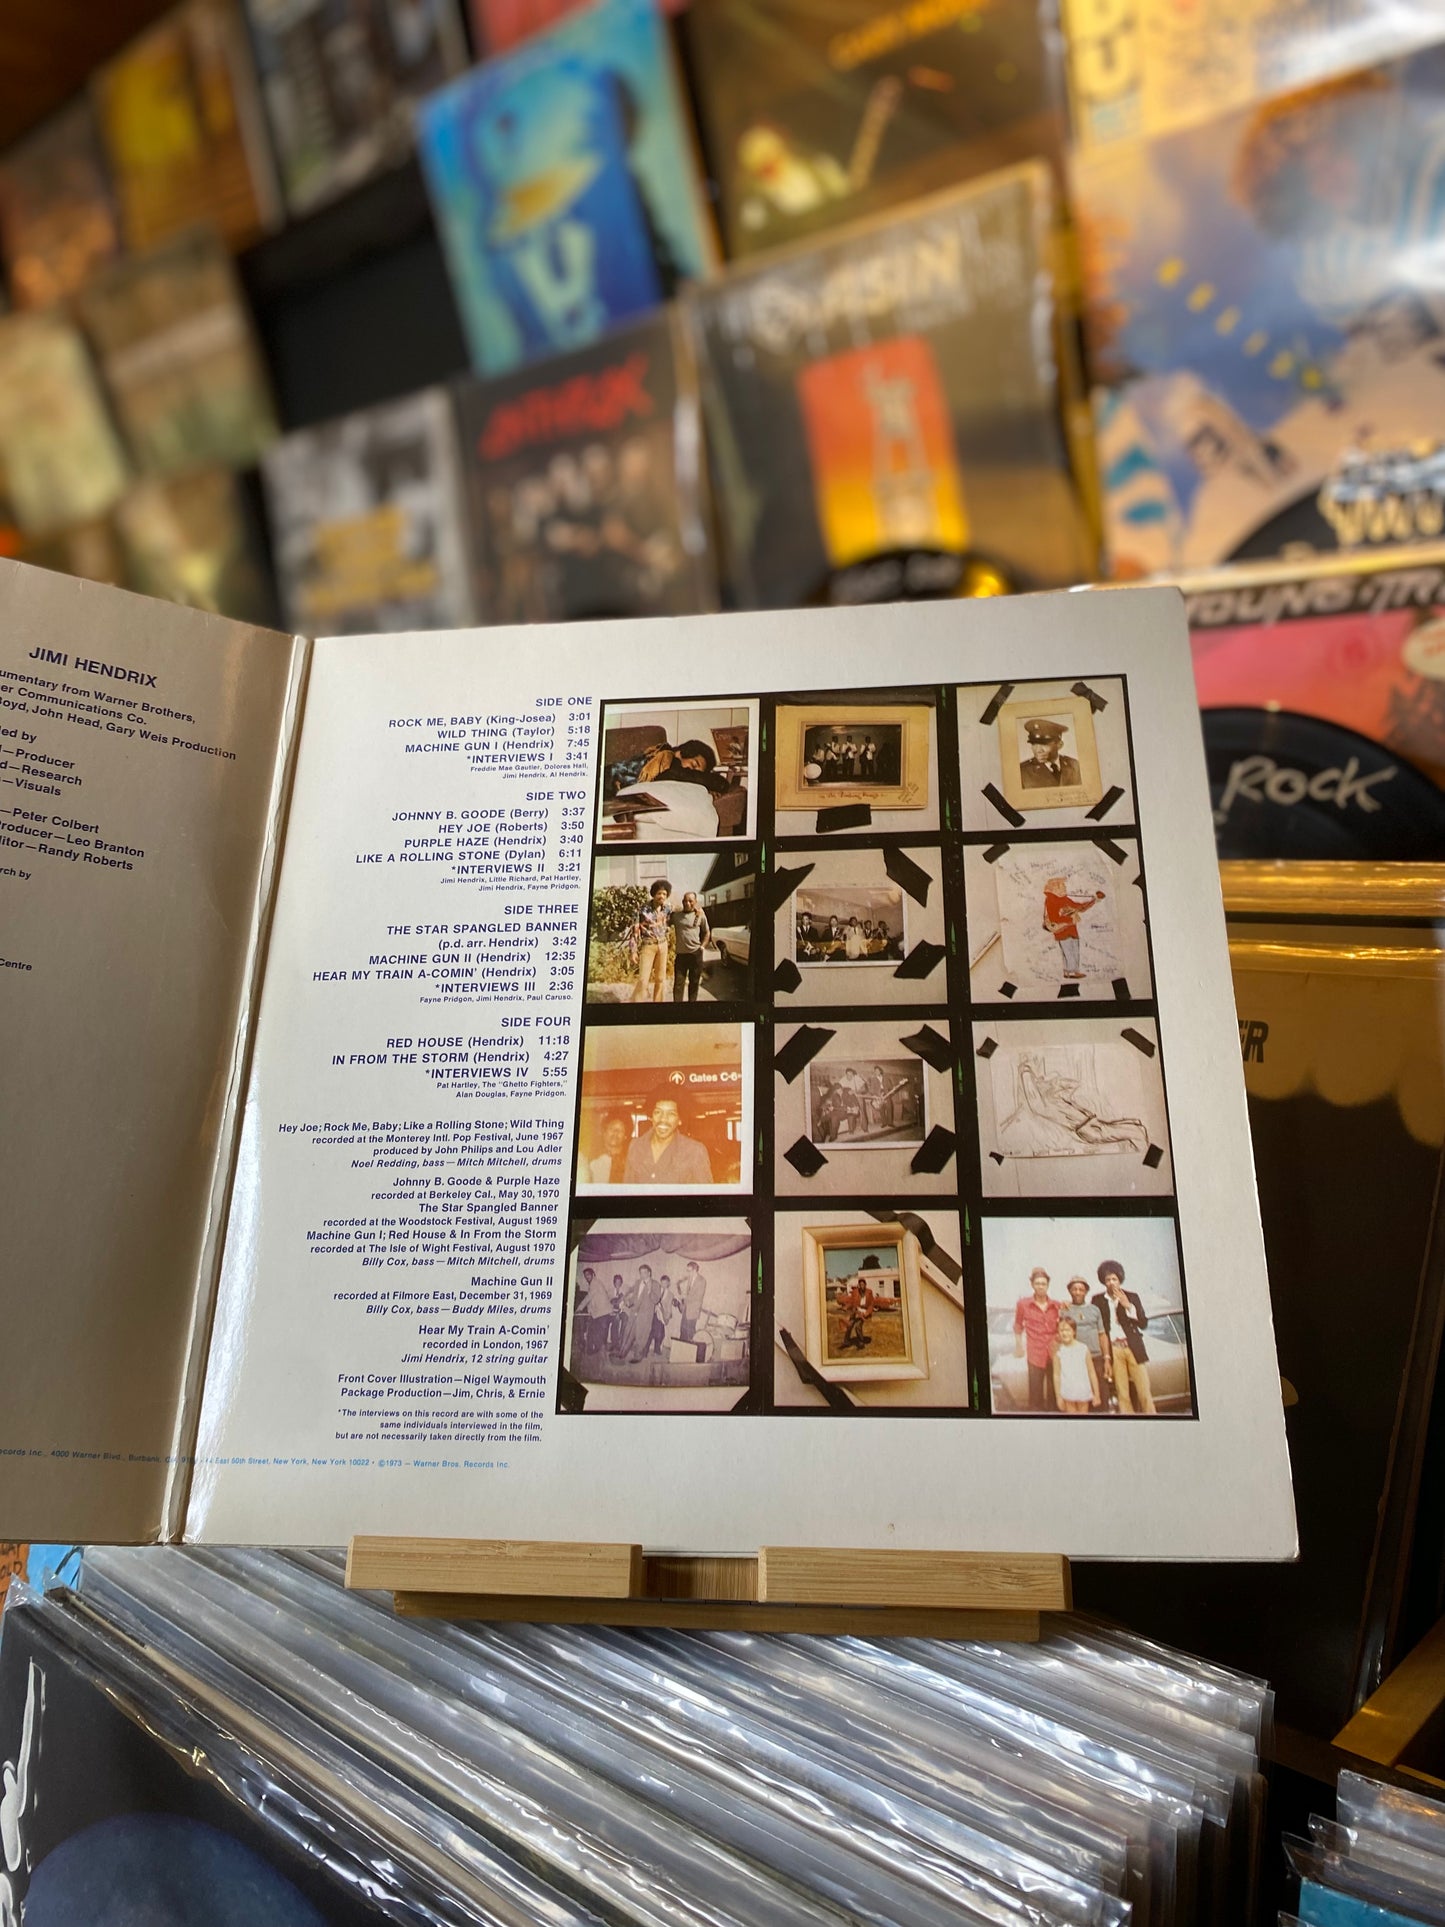 JIMI HENDRIX
umentary from Warner Brothers,
er Communications Co.
Boyd, John Head, Gary Weis Production
ed by
—Producer
d—Research
—Visuals
—Peter Colbert
Producer—Leo Branton
itor—Randy Roberts
rch by
Centre
SIDE ONE
ROCK ME, BABY (King-Josea) 3:01
WILD THING (Taylor) 5:18
MACHINE GUN I (Hendrix) 7:45
*INTERVIEWS I 3:41
Freddie Mae Gautier, Dolores Hall,
Jimi Hendrix, Al Hendrix.
SIDE TWO
JOHNNY B. GOODE (Berry) 3:37
HEY JOE (Roberts) 3:50
PURPLE HAZE (Hendrix) 3:40
LIKE A ROLLING STONE (Dylan) 6:11
*INTERVIEWS II 3:21
Jimi Hendrix, Little Richard, Pat Hartley,
Jimi Hendrix, Fayne Pridgon.
SIDE THREE
THE STAR SPANGLED BANNER
(p.d. arr. Hendrix) 3:42
MACHINE GUN II (Hendrix) 12:35
HEAR MY TRAIN A-COMIN' (Hendrix) 3:05
*INTERVIEWS III 2:36
Fayne Pridgon, Jimi Hendrix, Paul Caruso.
SIDE FOUR
RED HOUSE (Hendrix) 11:18
IN FROM THE STORM (Hendrix) 4:27
*INTERVIEWS IV 5:55
Pat Hartley, The "Ghetto Fighters,"
Alan Douglas, Fayne Pridgon.
Hey Joe; Rock Me, Baby; Like a Rolling Stone; Wild Thing
recorded at the Monterey Intl. Pop Festival, June 1967
produced by John Philips and Lou Adler
Noel Redding, bass—Mitch Mitchell, drums
Johnny B. Goode & Purple Haze
recorded at Berkeley Cal., May 30, 1970
The Star Spangled Banner
recorded at the Woodstock Festival, August 1969
Machine Gun I; Red House & In From the Storm
recorded at The Isle of Wight Festival, August 1970
Billy Cox, bass—Mitch Mitchell, drums
Machine Gun II
recorded at Filmore East, December 31, 1969
Billy Cox, bass—Buddy Miles, drums
Hear My Train A-Comin'
recorded in London, 1967
Jimi Hendrix, 12 string guitar
Front Cover Illustration—Nigel Waymouth
Package Production—Jim, Chris, & Ernie
*The interviews on this record are with some of the
same individuals interviewed in the film,
but are not necessarily taken directly from the film.
ecords Inc., 4000 Warner Blvd., Burbank, East 50th Street, New York, New York 10022 • ©1973 — Warner Bros. Records Inc.
Gates C-6
ANTHRAX
YOUNG
ROCK
ER